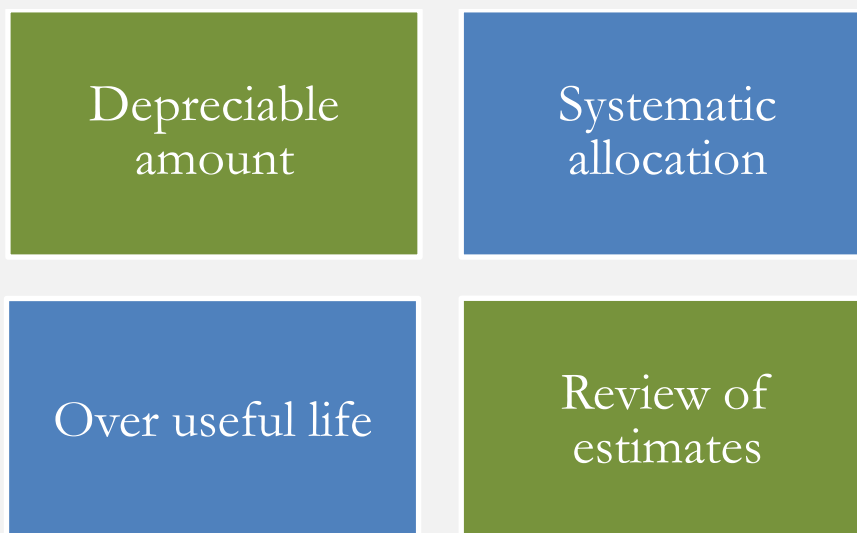 Depreciable
amount
Systematic
allocation
Over useful life
Review of
estimates